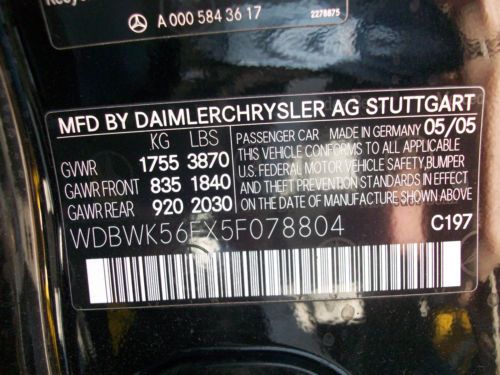 A 000 584 36 17
2278875
MFD BY DAIMLERCHRYSLER AG STUTTGART
KG LBS
GVWR 1755 3870
GAWR FRONT 835 1840
GAWR REAR 920 2030
PASSENGER CAR MADE IN GERMANY 05/05
THIS VEHICLE CONFORMS TO ALL APPLICABLE
U.S. FEDERAL MOTOR VEHICLE SAFETY, BUMPER
AND THEFT PREVENTION STANDARDS IN EFFECT
ON DATE OF MANUFACTURE SHOWN ABOVE
WDBWK56FX5F078804
C197